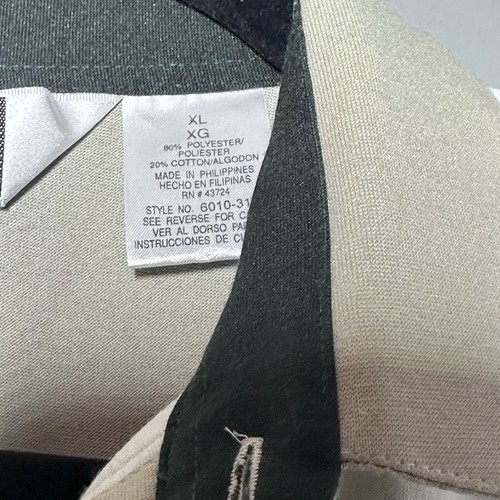 XL
XG
80% POLYESTER/
POLIESTER
20% COTTON/ALGODON
MADE IN PHILIPPINES
HECHO EN FILIPINAS
RN # 43724
STYLE NO. 6010-31
SEE REVERSE FOR
VER AL DORSO
INSTRUCCIONES DE